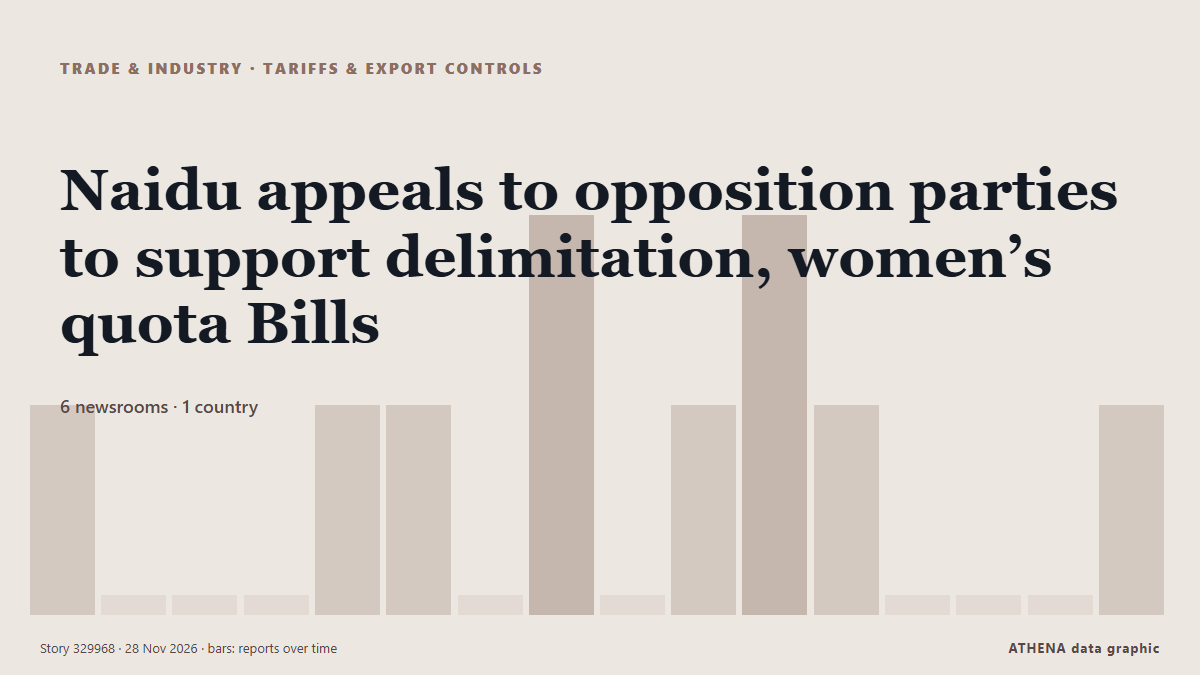 TRADE & INDUSTRY · TARIFFS & EXPORT CONTROLS
Naidu appeals to opposition parties
to support delimitation, women’s
quota Bills
6 newsrooms · 1 country
Story 329968 · 28 Nov 2026 · bars: reports over time
ATHENA data graphic